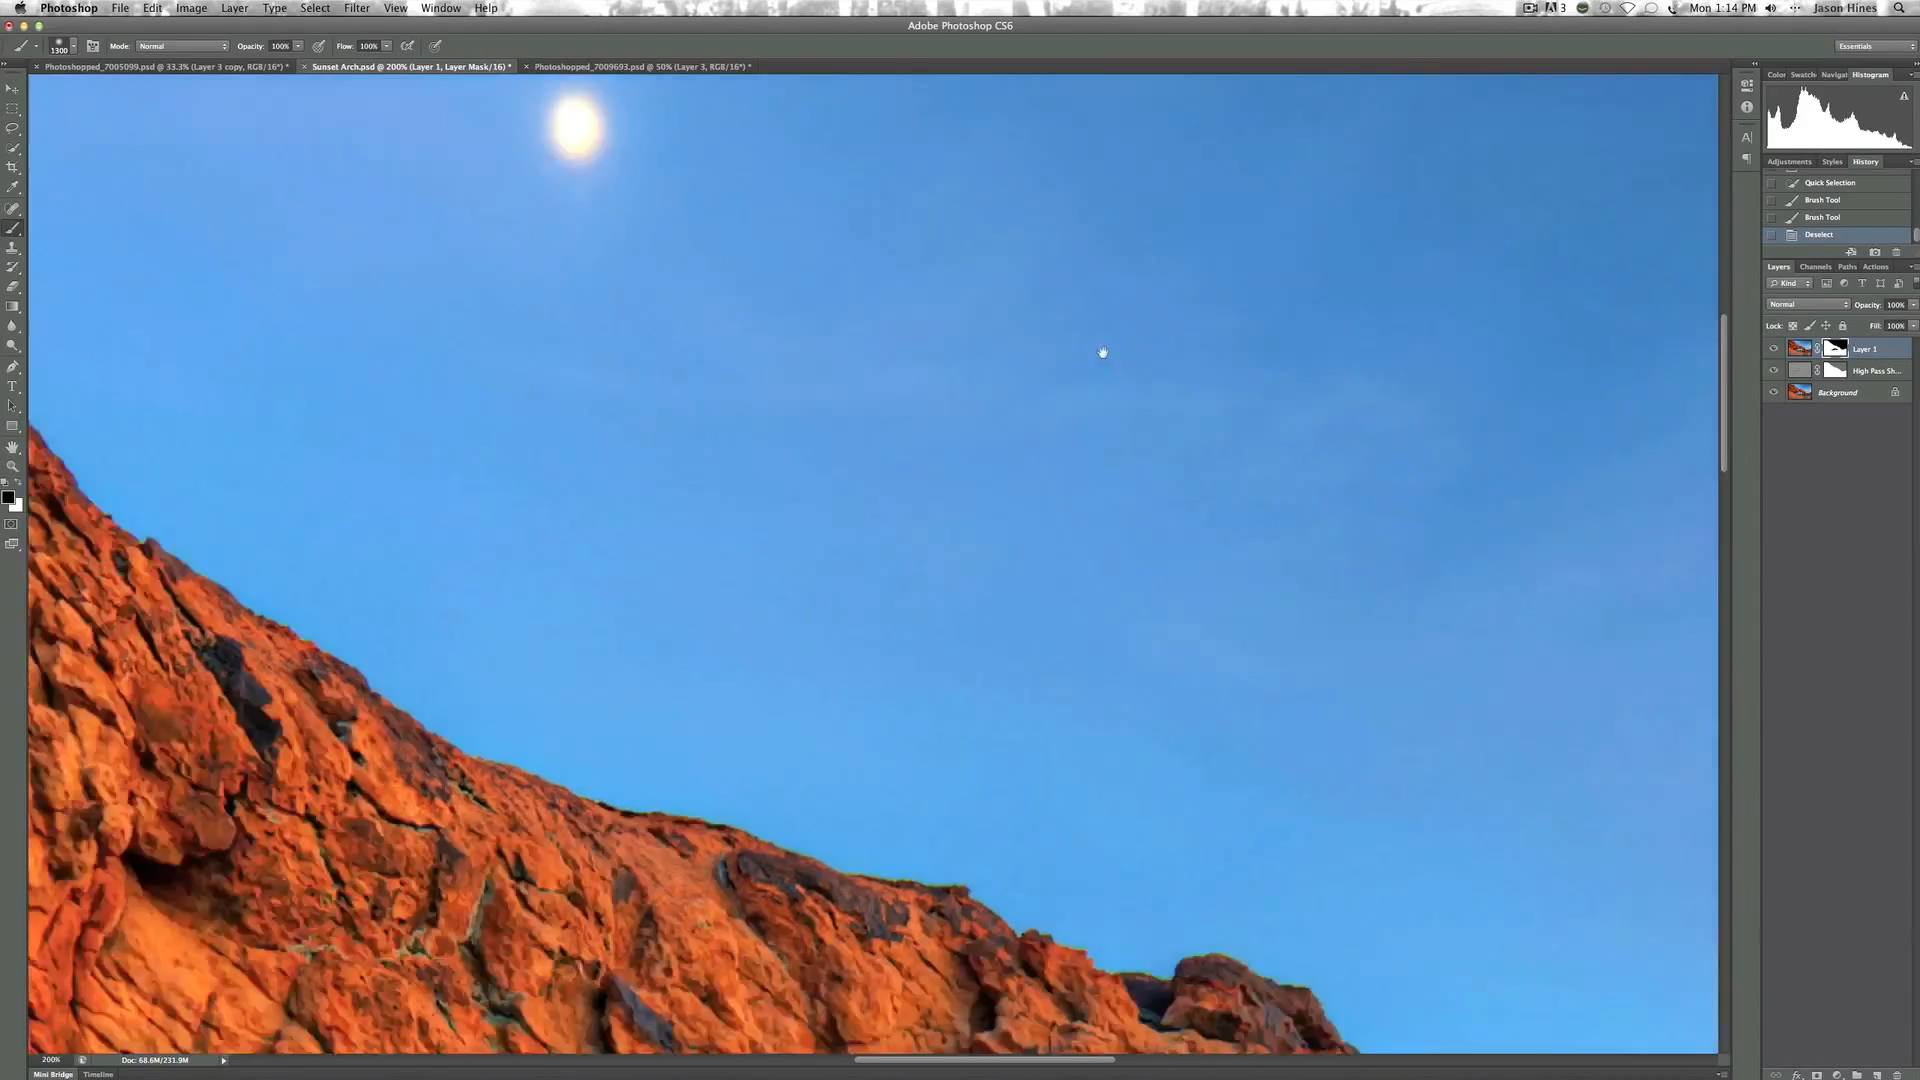 Photoshop File Edit Image Layer Type Select Filter View Window Help 3 Mon 1:14 PM Jason Hines
Adobe Photoshop CS6
1300 Mode: Normal Opacity: 100% Flow: 100% Essentials
Photoshopped_7005099.psd @ 33.3% (Layer 3 copy, RGB/16*) * Sunset Arch.psd @ 200% (Layer 1, Layer Mask/16) * Photoshopped_7009693.psd @ 50% (Layer 3, RGB/16*) *
Color Swatch Navigat Histogram
Adjustments Styles History
Quick Selection
Brush Tool
Brush Tool
Deselect
Layers Channels Paths Actions
Kind
Normal Opacity: 100%
Lock: Fill: 100%
Layer 1
High Pass Sh...
Background
200% Doc: 68.6M/231.9M
Mini Bridge Timeline